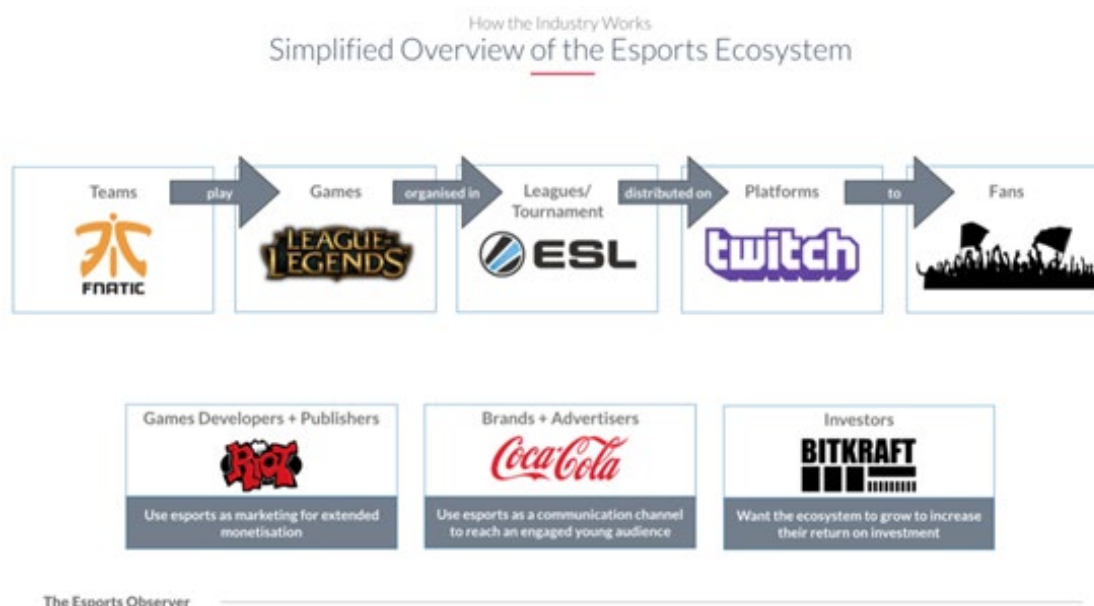 How the Industry Works
Simplified Overview of the Esports Ecosystem
Teams
play
Games
organised in
Leagues/
Tournament
distributed on
Platforms
to
Fans
FNATIC
LEAGUE OF
LEGENDS
ESL
twitch
Games Developers + Publishers
RIOT
Use esports as marketing for extended
monetisation
Brands + Advertisers
Coca-Cola
Use esports as a communication channel
to reach an engaged young audience
Investors
BITKRAFT
Want the ecosystem to grow to increase
their return on investment
The Esports Observer